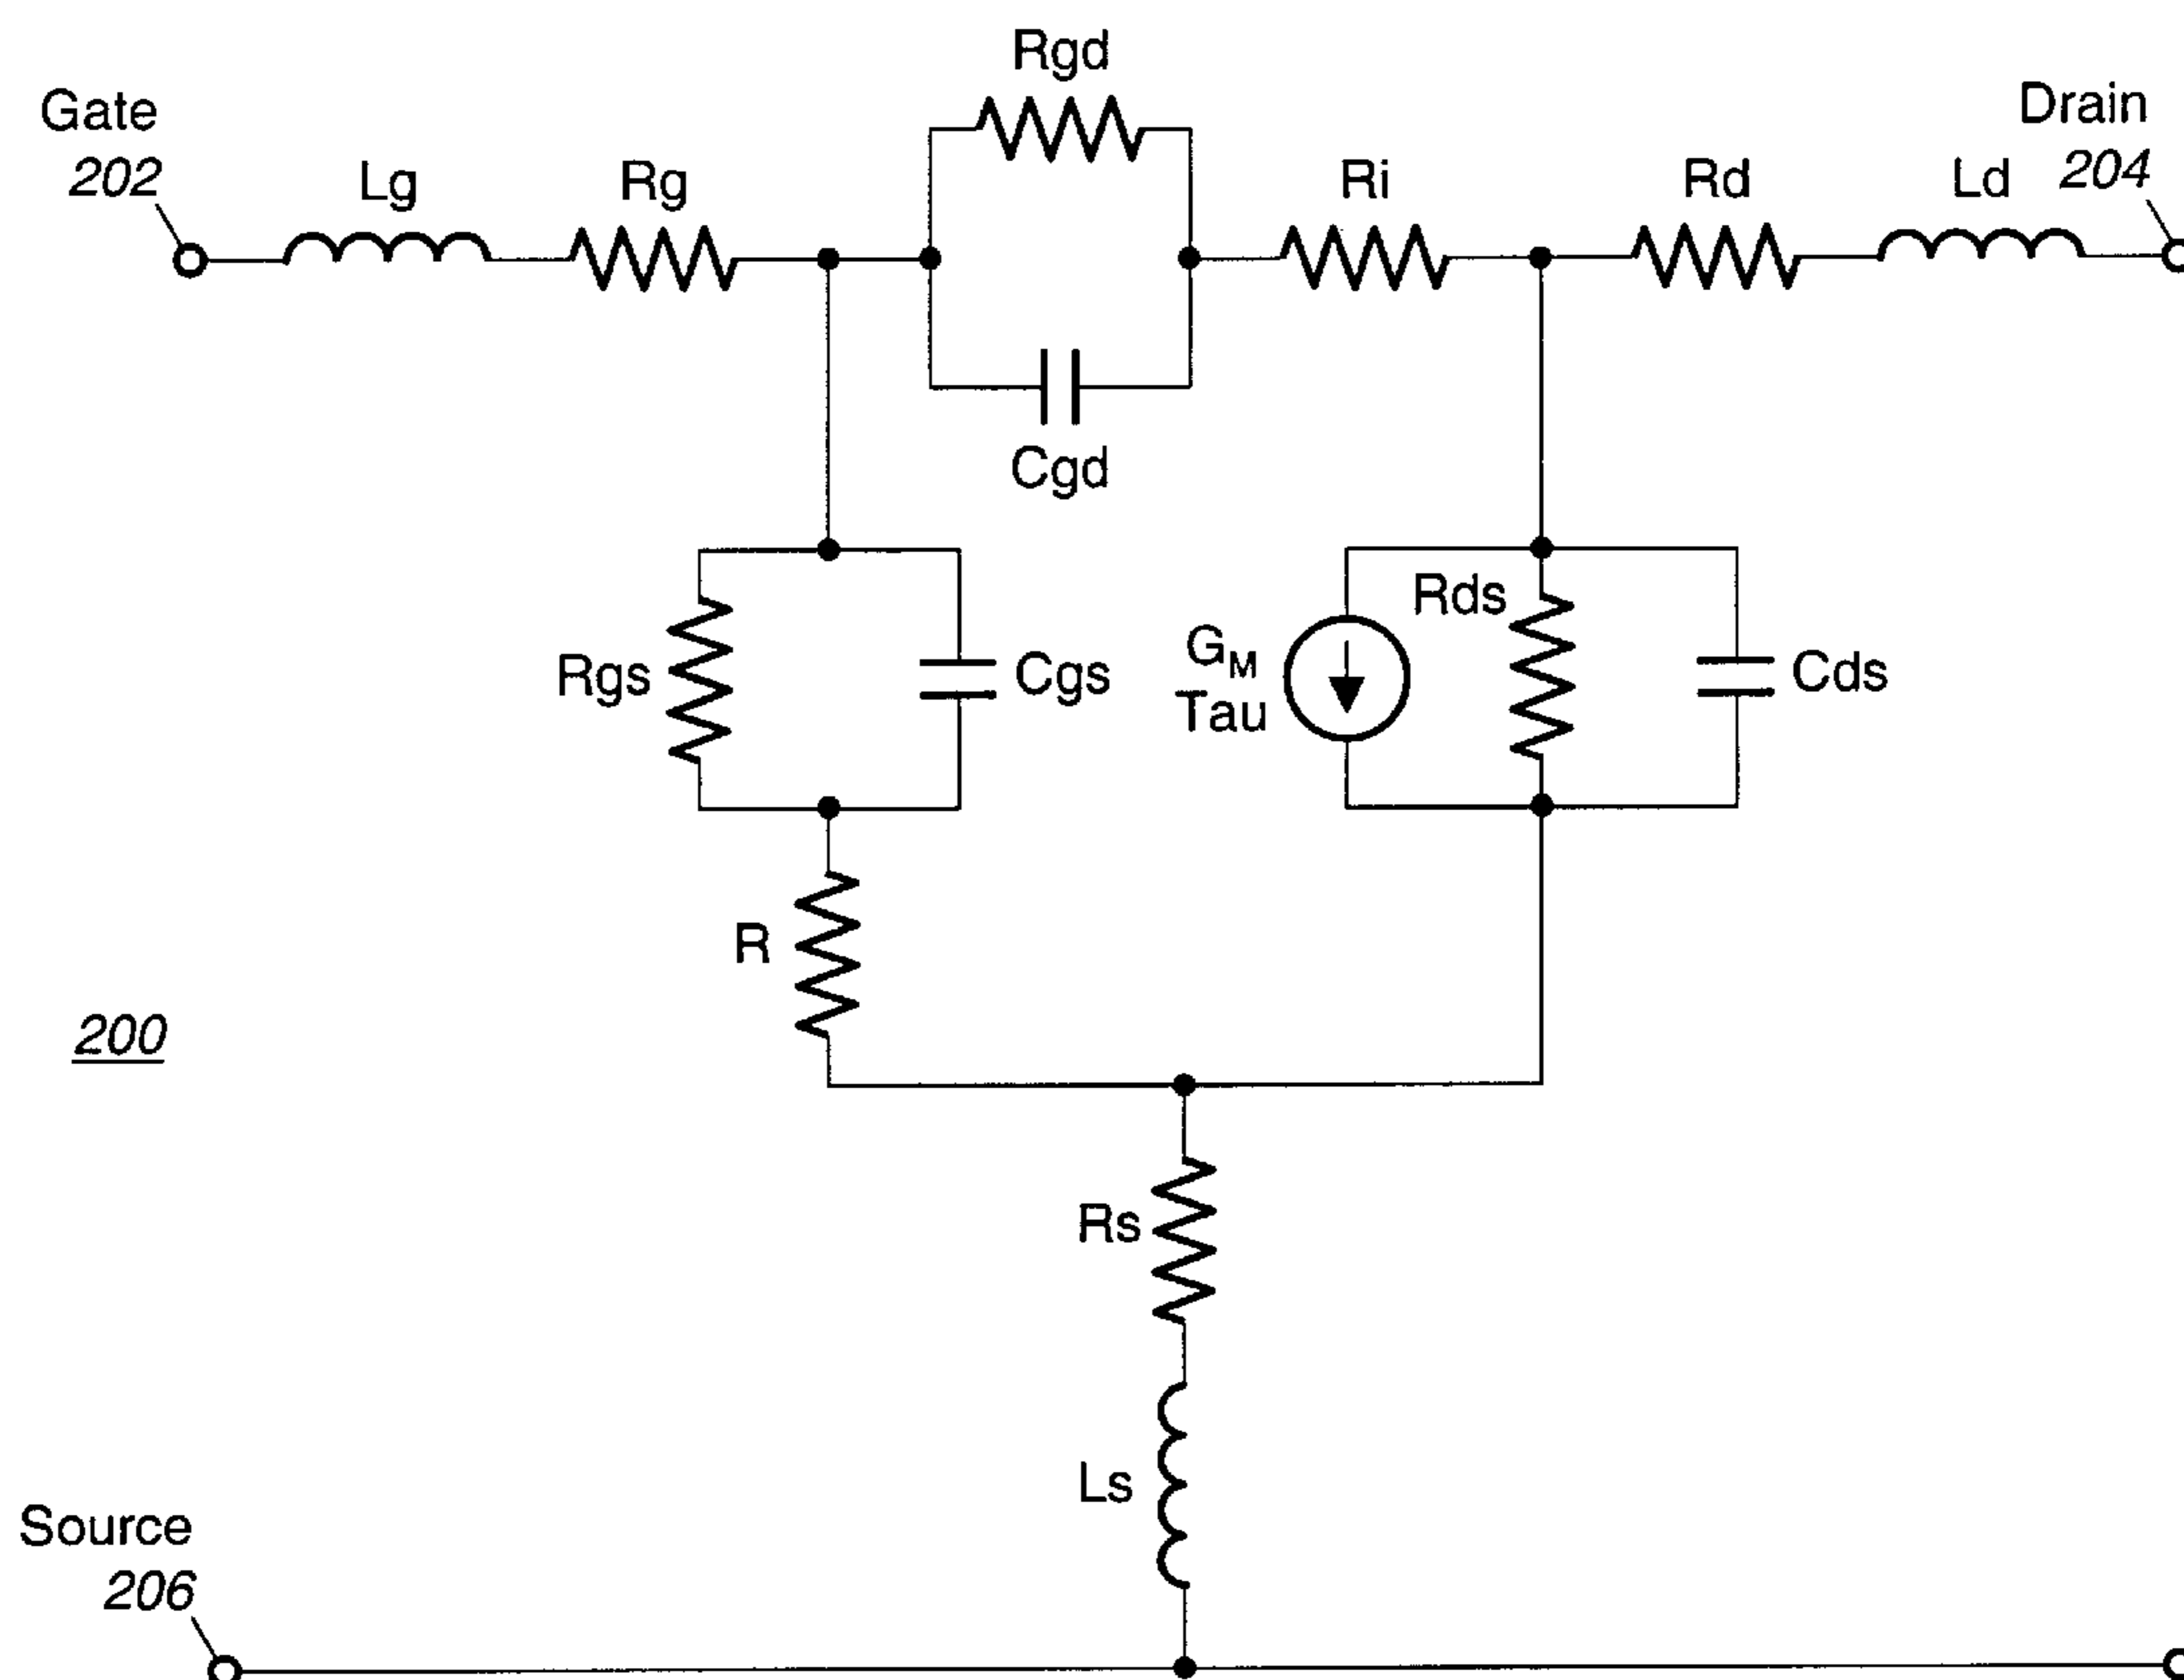 Rgd
Gate
202
Lg
Rg
Ri
Rd
Ld
Drain
204
Cgd
Rgs
Cgs
GM
Tau
Rds
Cds
R
200
Rs
Ls
Source
206